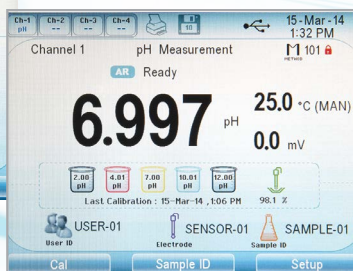 Ch-1 Ch-2 Ch-3 Ch-4 15-Mar-14
pH -- -- -- 10 1:32 PM
Channel 1 pH Measurement M 101
METHOD
AR Ready
6.997 pH 25.0 °C (MAN)
0.0 mV
2.00 4.01 7.00 10.01 12.00
pH pH pH pH pH
Last Calibration : 15-Mar-14 ,1:06 PM 98.1 %
USER-01 SENSOR-01 SAMPLE-01
User ID Electrode Sample ID
Cal Sample ID Setup